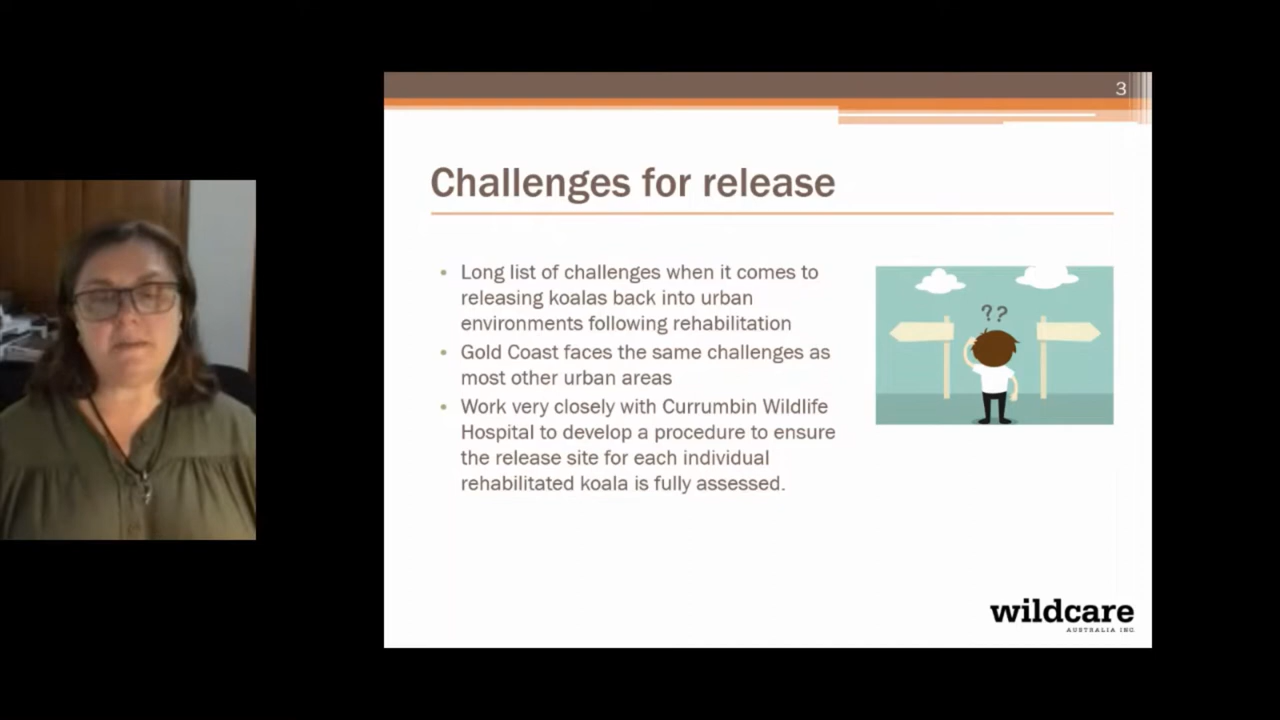 3
Challenges for release
• Long list of challenges when it comes to
releasing koalas back into urban
environments following rehabilitation
• Gold Coast faces the same challenges as
most other urban areas
• Work very closely with Currumbin Wildlife
Hospital to develop a procedure to ensure
the release site for each individual
rehabilitated koala is fully assessed.
??
wildcare
AUSTRALIA INC.